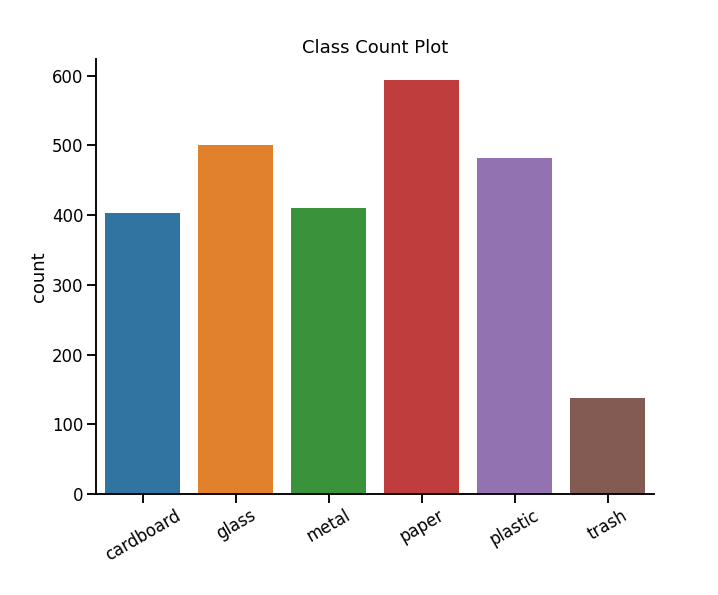 Class Count Plot
600
500
400
300
200
100
0
count
cardboard
glass
metal
paper
plastic
trash